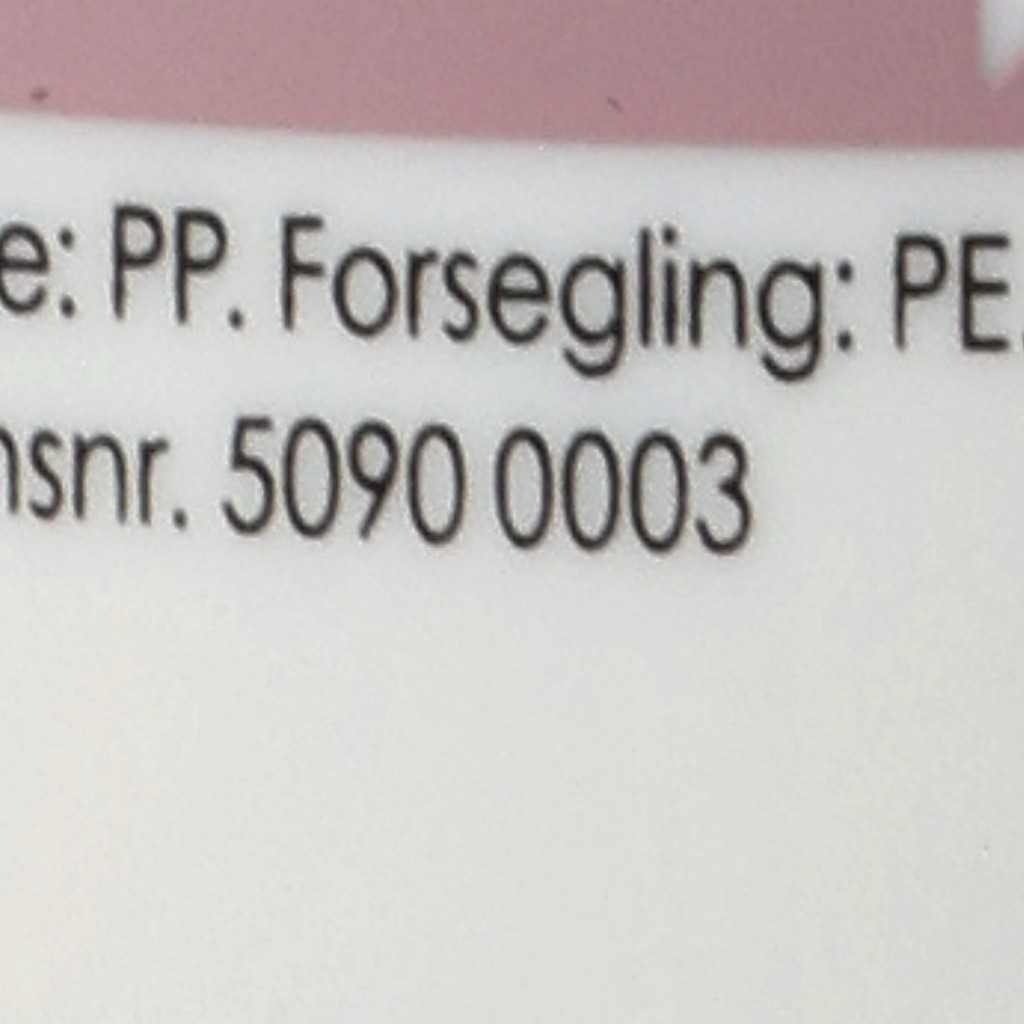 e: PP. Forsegling: PE.
nsnr. 5090 0003